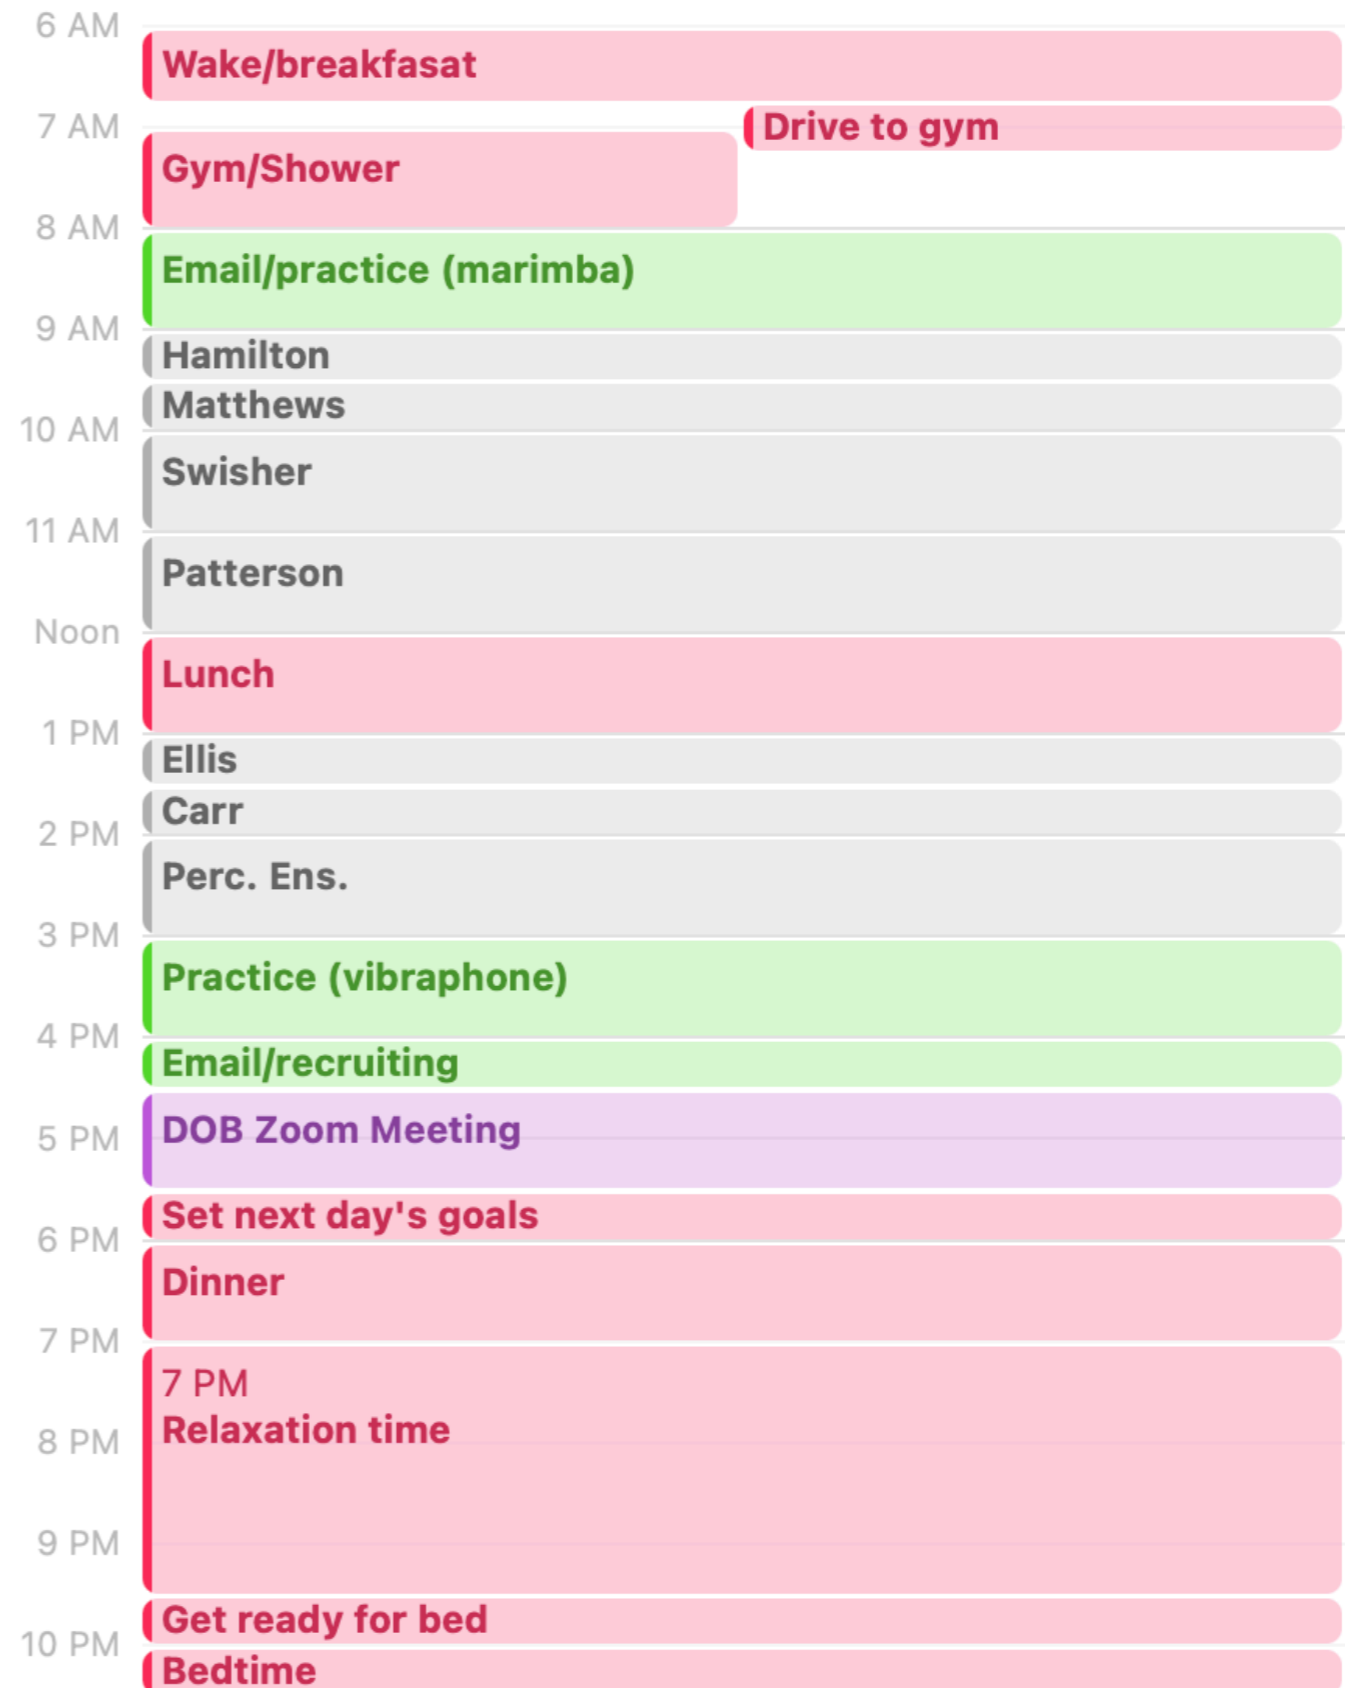 6 AM
Wake/breakfasat
7 AM
Drive to gym
Gym/Shower
8 AM
Email/practice (marimba)
9 AM
Hamilton
Matthews
10 AM
Swisher
11 AM
Patterson
Noon
Lunch
1 PM
Ellis
Carr
2 PM
Perc. Ens.
3 PM
Practice (vibraphone)
4 PM
Email/recruiting
DOB Zoom Meeting
5 PM
Set next day's goals
6 PM
Dinner
7 PM
7 PM
Relaxation time
8 PM
9 PM
Get ready for bed
10 PM
Bedtime